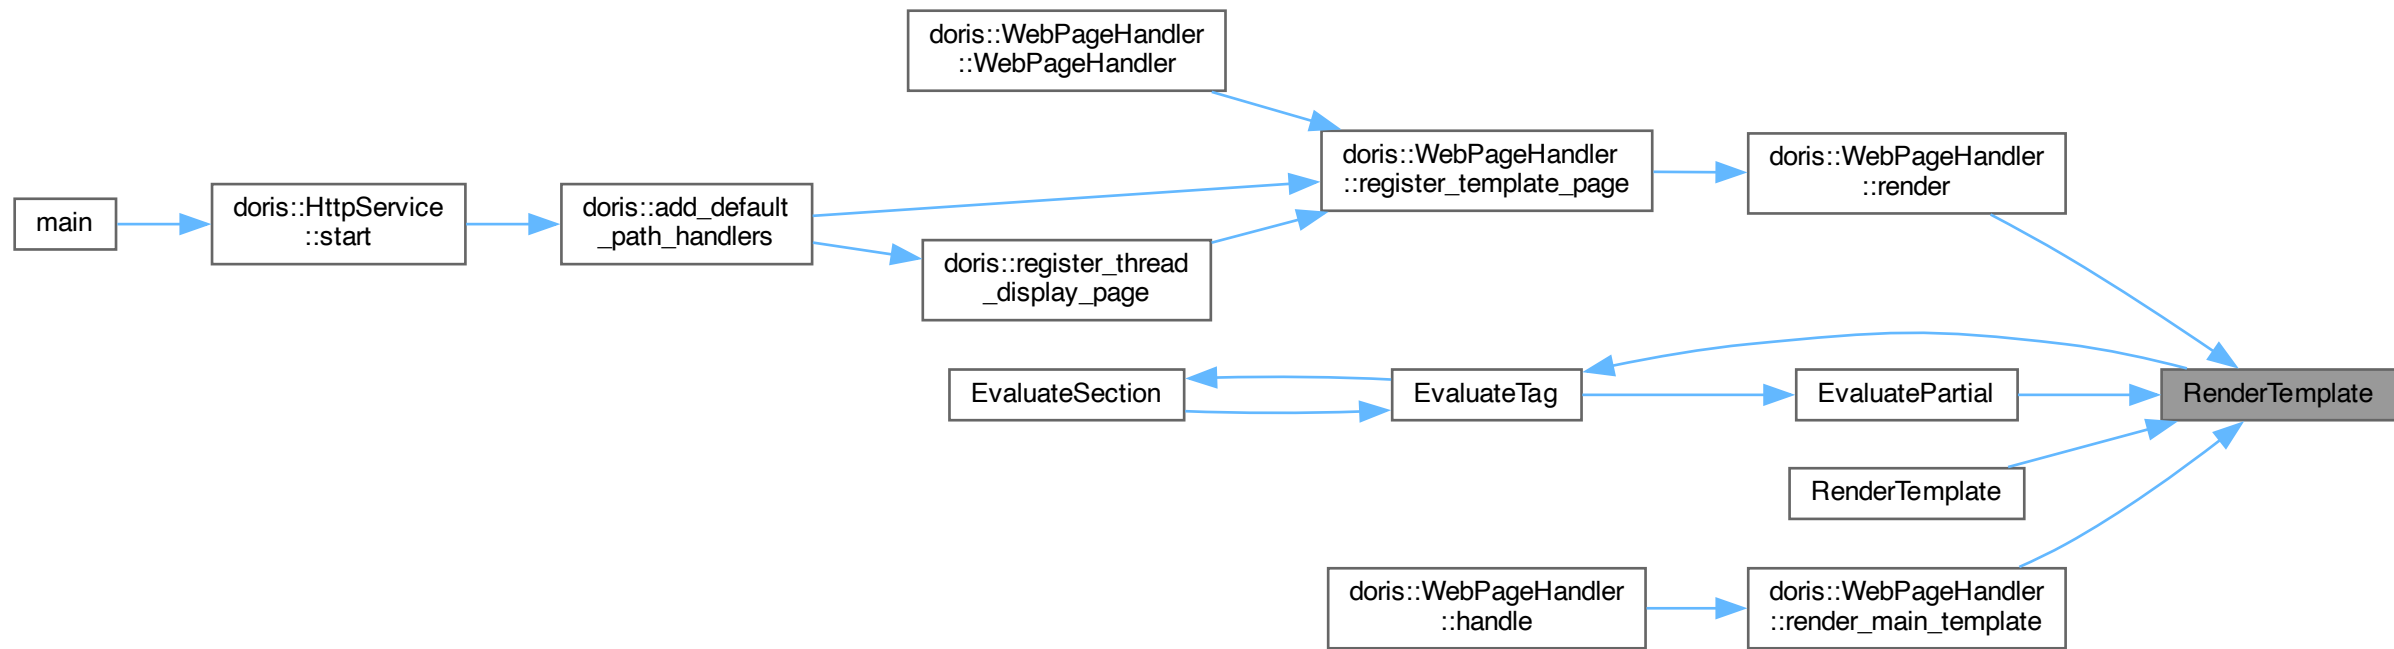 doris::WebPageHandler
::WebPageHandler
doris::WebPageHandler
::register_template_page
doris::WebPageHandler
::render
main
doris::HttpService
::start
doris::add_default
_path_handlers
doris::register_thread
_display_page
EvaluateSection
EvaluateTag
EvaluatePartial
RenderTemplate
RenderTemplate
doris::WebPageHandler
::handle
doris::WebPageHandler
::render_main_template